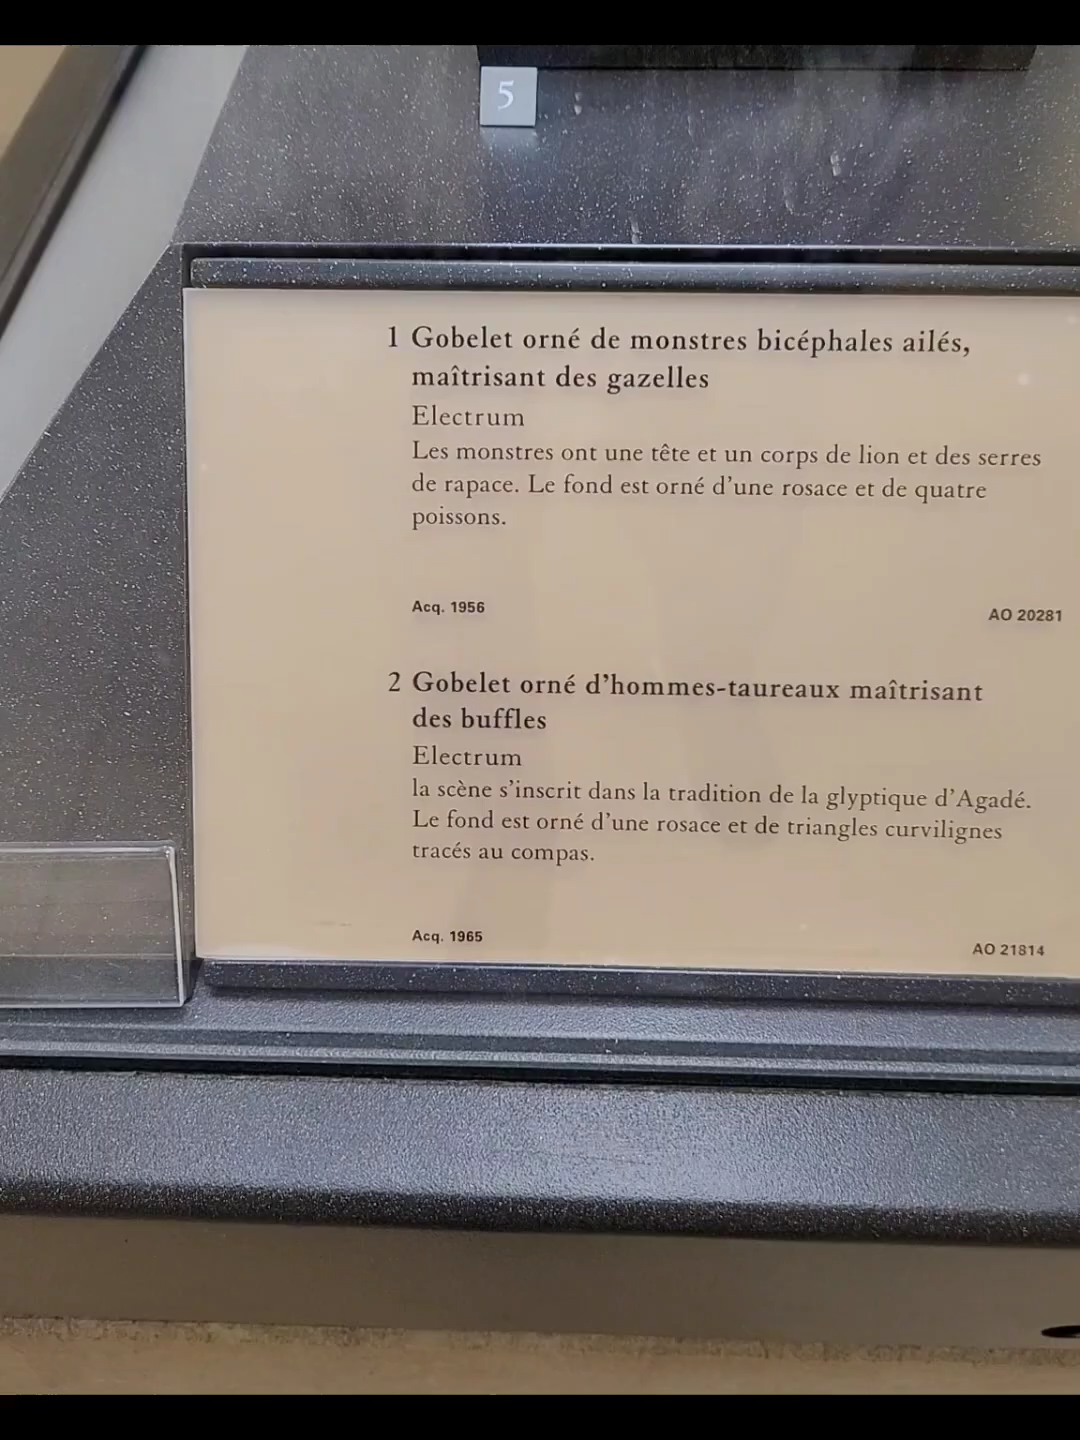 5
1 Gobelet orné de monstres bicéphales ailés,
maîtrisant des gazelles
Electrum
Les monstres ont une tête et un corps de lion et des serres
de rapace. Le fond est orné d'une rosace et de quatre
poissons.
Acq. 1956 AO 20281
2 Gobelet orné d'hommes-taureaux maîtrisant
des buffles
Electrum
la scène s'inscrit dans la tradition de la glyptique d'Agadé.
Le fond est orné d'une rosace et de triangles curvilignes
tracés au compas.
Acq. 1965 AO 21814